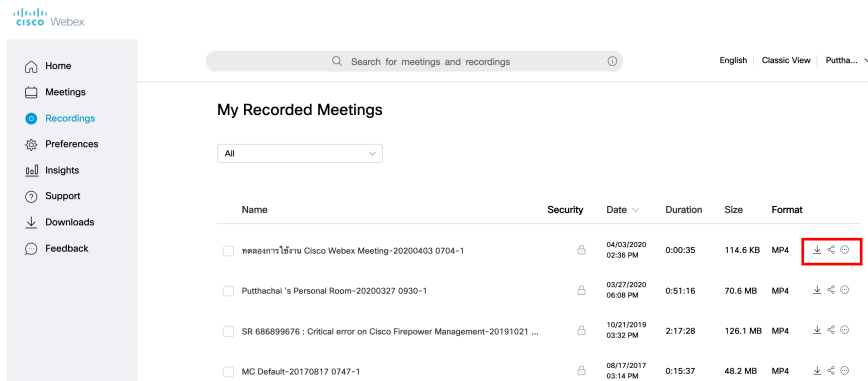 CISCO Webex
Home
Meetings
Recordings
Preferences
Insights
Support
Downloads
Feedback
Search for meetings and recordings
English Classic View Puttha...
My Recorded Meetings
All
Name Security Date Duration Size Format
ทดลองการใช้งาน Cisco Webex Meeting-20200403 0704-1 04/03/2020 02:36 PM 0:00:35 114.6 KB MP4
Putthachai 's Personal Room-20200327 0930-1 03/27/2020 06:08 PM 0:51:16 70.6 MB MP4
SR 686899676 : Critical error on Cisco Firepower Management-20191021 ... 10/21/2019 03:32 PM 2:17:28 126.1 MB MP4
MC Default-20170817 0747-1 08/17/2017 03:14 PM 0:15:37 48.2 MB MP4